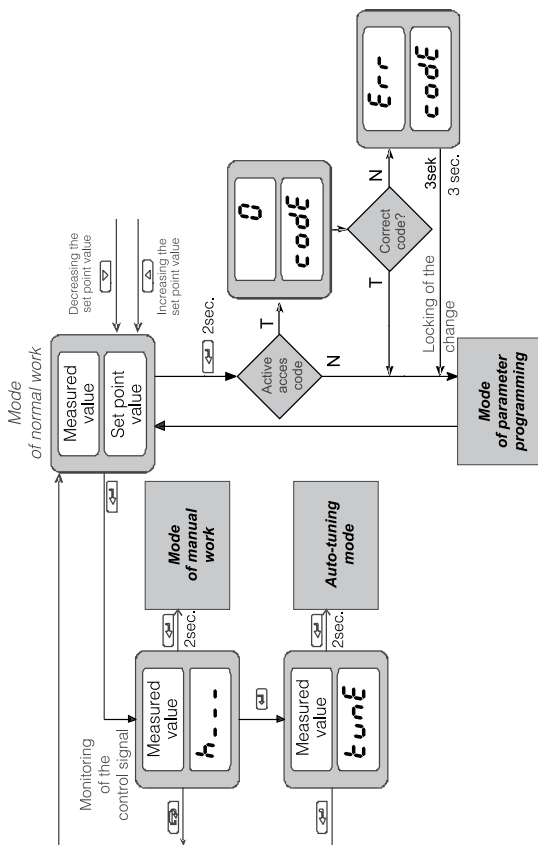 Mode
of normal work
Measured
value
Set point
value
Decreasing the
set point value
Increasing the
set point value
2sec.
Active
acces
code
T
N
0
codE
Correct
code?
T
N
Err
codE
3sek
3 sec.
Locking of the
change
Mode
of parameter
programming
Monitoring
of the
control signal
Measured
value
h---
2sec.
Mode
of manual
work
Measured
value
tunE
2sec.
Auto-tuning
mode